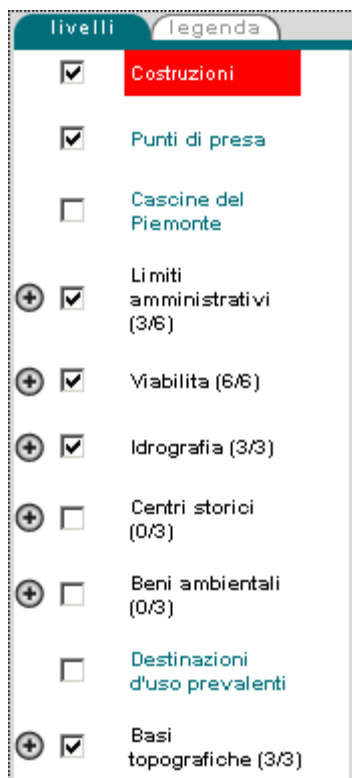 livelli legenda
Costruzioni
Punti di presa
Cascine del
Piemonte
Limiti
amministrativi
(3/6)
Viabilita (6/6)
Idrografia (3/3)
Centri storici
(0/3)
Beni ambientali
(0/3)
Destinazioni
d'uso prevalenti
Basi
topografiche (3/3)